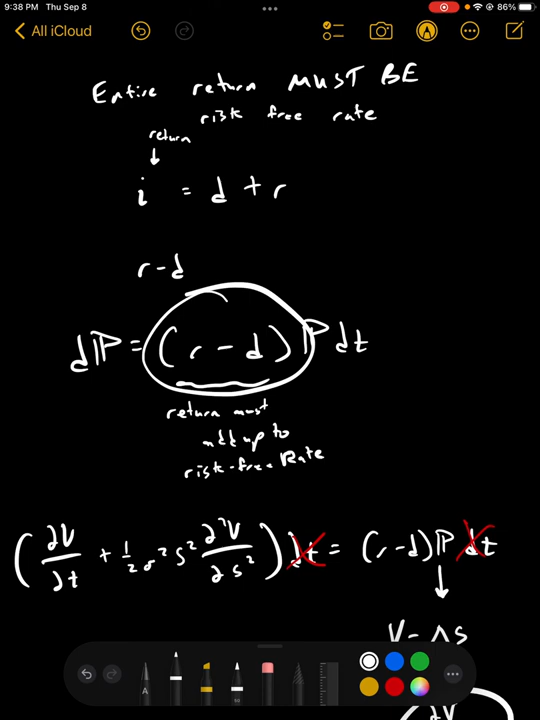 9:38 PM Thu Sep 8 86%
All iCloud
Entire return MUST BE
risk free rate
return
↓
i = d + r
r - d
dℙ = (r - d) ℙ dt
return must
add up to
risk-free Rate
(∂V/∂t + 1/2 σ² s² ∂²V/∂s²) dt = (r-d) ℙ dt
↓
V - Δs
A
∂V